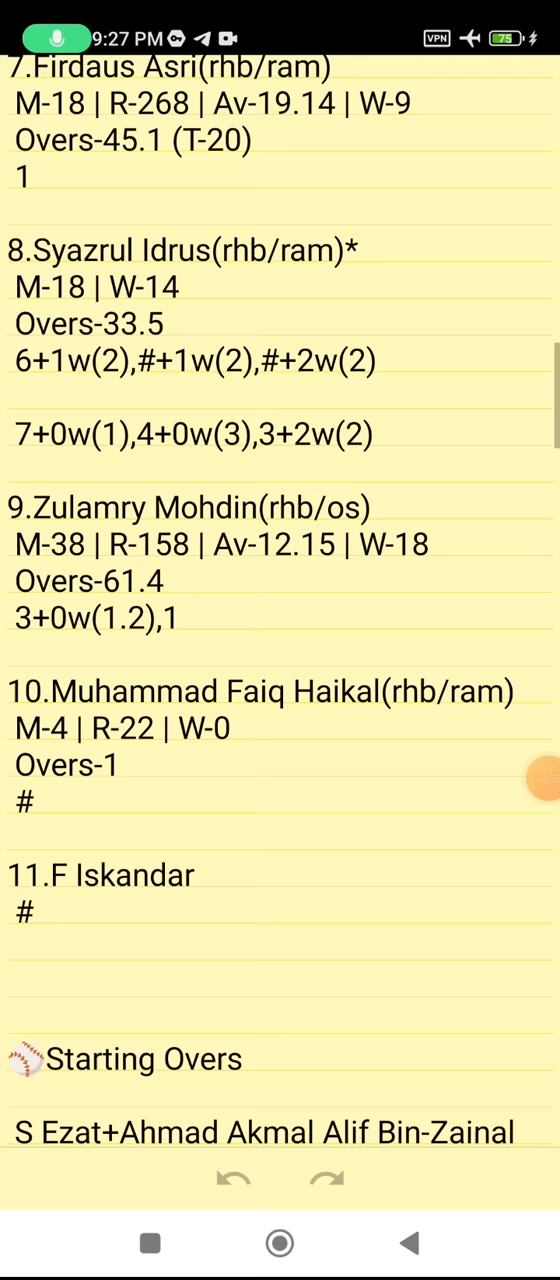 9:27 PM
VPN
75
7.Firdaus Asri(rhb/ram)
M-18 | R-268 | Av-19.14 | W-9
Overs-45.1 (T-20)
1
8.Syazrul Idrus(rhb/ram)*
M-18 | W-14
Overs-33.5
6+1w(2),#+1w(2),#+2w(2)
7+0w(1),4+0w(3),3+2w(2)
9.Zulamry Mohdin(rhb/os)
M-38 | R-158 | Av-12.15 | W-18
Overs-61.4
3+0w(1.2),1
10.Muhammad Faiq Haikal(rhb/ram)
M-4 | R-22 | W-0
Overs-1
#
11.F Iskandar
#
⚾Starting Overs
S Ezat+Ahmad Akmal Alif Bin-Zainal